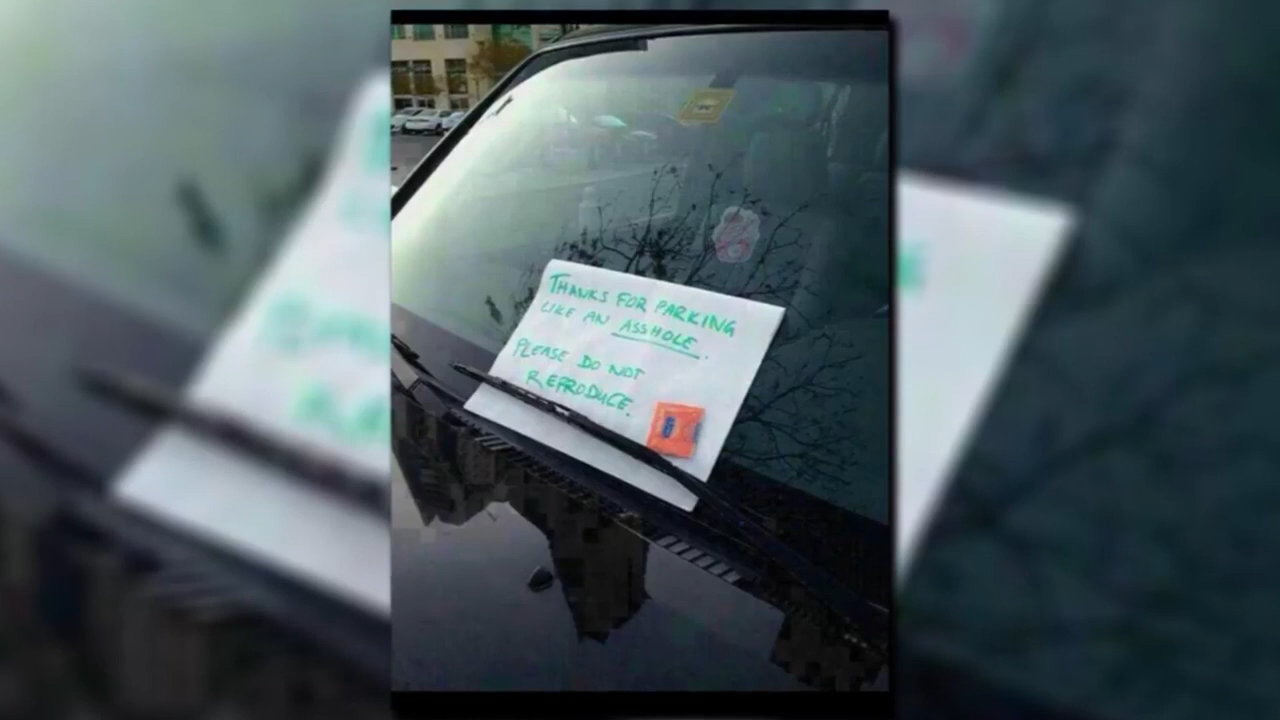 THANKS FOR PARKING
LIKE AN ASSHOLE.
PLEASE DO NOT
REPRODUCE.